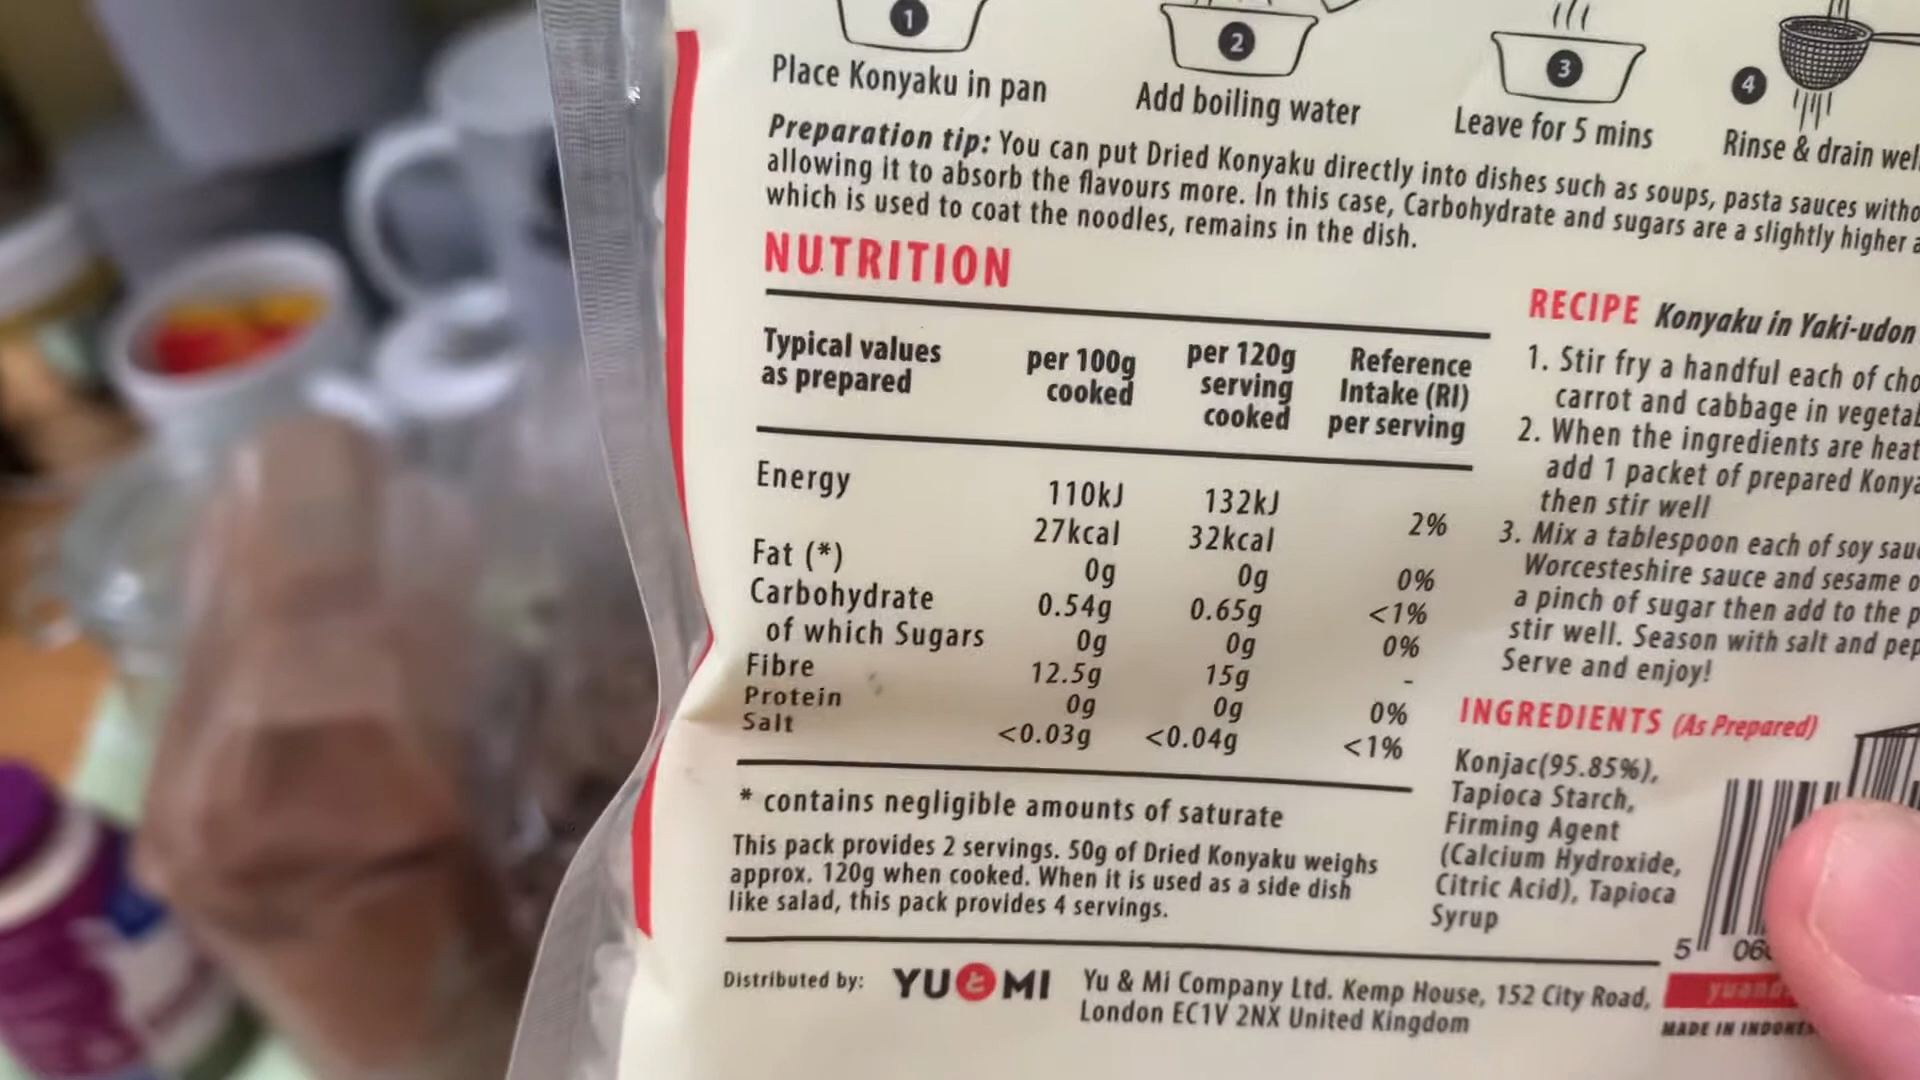 1
2
3
4
Place Konyaku in pan
Add boiling water
Leave for 5 mins
Rinse & drain
Preparation tip: You can put Dried Konyaku directly into dishes such as soups, pasta sauces
allowing it to absorb the flavours more. In this case, Carbohydrate and sugars are a slightly higher
which is used to coat the noodles, remains in the dish.
NUTRITION
Typical values
as prepared
per 100g
cooked
per 120g
serving
cooked
Reference
Intake (RI)
per serving
Energy 110kJ 132kJ
27kcal 32kcal 2%
Fat (*) 0g 0g 0%
Carbohydrate 0.54g 0.65g <1%
of which Sugars 0g 0g 0%
Fibre 12.5g 15g -
Protein 0g 0g 0%
Salt <0.03g <0.04g <1%
* contains negligible amounts of saturate
This pack provides 2 servings. 50g of Dried Konyaku weighs
approx. 120g when cooked. When it is used as a side dish
like salad, this pack provides 4 servings.
RECIPE Konyaku in Yaki-udon
1. Stir fry a handful each of
carrot and cabbage in
2. When the ingredients are
add 1 packet of prepared
then stir well
3. Mix a tablespoon each of soy
Worcesteshire sauce and sesame
a pinch of sugar then add to the
stir well. Season with salt and
Serve and enjoy!
INGREDIENTS (As Prepared)
Konjac(95.85%),
Tapioca Starch,
Firming Agent
(Calcium Hydroxide,
Citric Acid), Tapioca
Syrup
5 06
Distributed by: YUとMI Yu & Mi Company Ltd. Kemp House, 152 City Road,
London EC1V 2NX United Kingdom
MADE IN